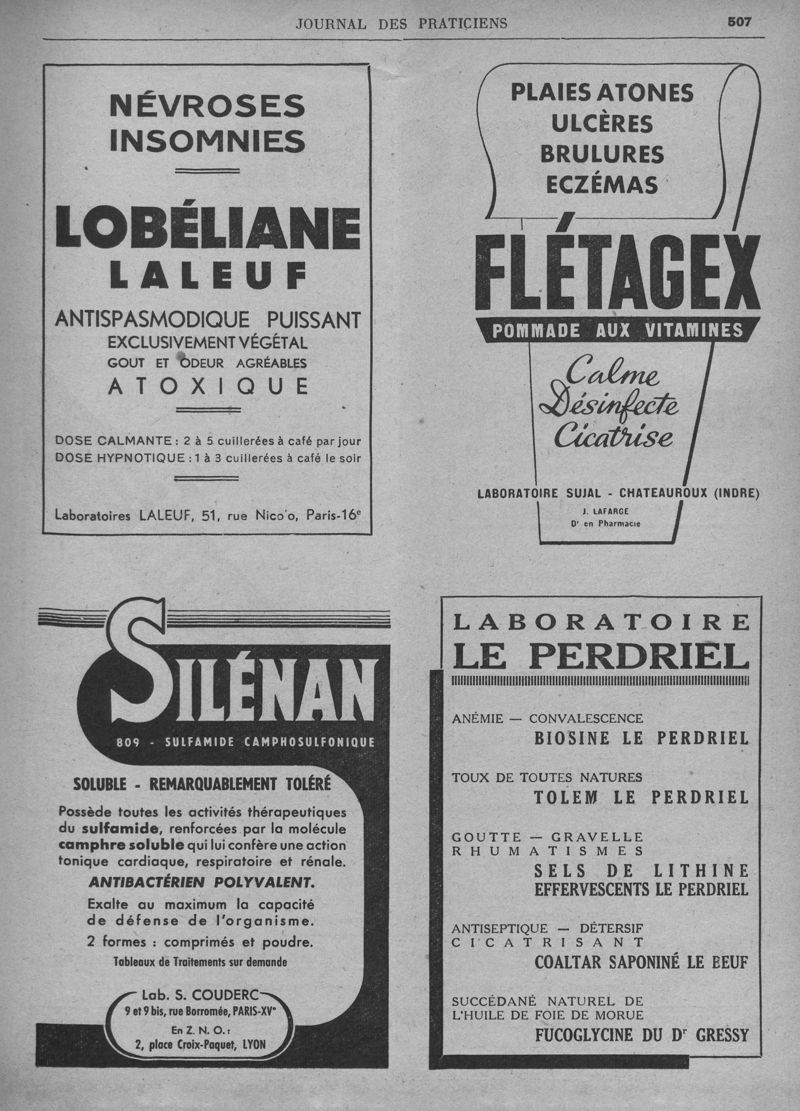 JOURNAL DES PRATICIENS
507
NÉVROSES
INSOMNIES
LOBÉLIANE
LALEUF
ANTISPASMODIQUE PUISSANT
EXCLUSIVEMENT VÉGÉTAL
GOUT ET ODEUR AGRÉABLES
ATOXIQUE
DOSE CALMANTE : 2 à 5 cuillerées à café par jour
DOSE HYPNOTIQUE : 1 à 3 cuillerées à café le soir
Laboratoires LALEUF, 51, rue Nico'o, Paris-16e
PLAIES ATONES
ULCÈRES
BRULURES
ECZÉMAS
FLÉTAGEX
POMMADE AUX VITAMINES
Calme
Désinfecte
Cicatrise
LABORATOIRE SUJAL - CHATEAUROUX (INDRE)
J. LAFARGE
Dr en Pharmacie
SILÉNAN
809 - SULFAMIDE CAMPHOSULFONIQUE
SOLUBLE - REMARQUABLEMENT TOLÉRÉ
Possède toutes les activités thérapeutiques
du sulfamide, renforcées par la molécule
camphre soluble qui lui confère une action
tonique cardiaque, respiratoire et rénale.
ANTIBACTÉRIEN POLYVALENT.
Exalte au maximum la capacité
de défense de l'organisme.
2 formes : comprimés et poudre.
Tableaux de Traitements sur demande
Lab. S. COUDERC
9 et 9 bis, rue Borromée, PARIS-XVe
En Z. N. O. :
2, place Croix-Paquet, LYON
LABORATOIRE
LE PERDRIEL
ANÉMIE — CONVALESCENCE
BIOSINE LE PERDRIEL
TOUX DE TOUTES NATURES
TOLEM LE PERDRIEL
GOUTTE — GRAVELLE
RHUMATISMES
SELS DE LITHINE
EFFERVESCENTS LE PERDRIEL
ANTISEPTIQUE — DÉTERSIF
CICATRISANT
COALTAR SAPONINÉ LE BEUF
SUCCÉDANÉ NATUREL DE
L'HUILE DE FOIE DE MORUE
FUCOGLYCINE DU Dr GRESSY